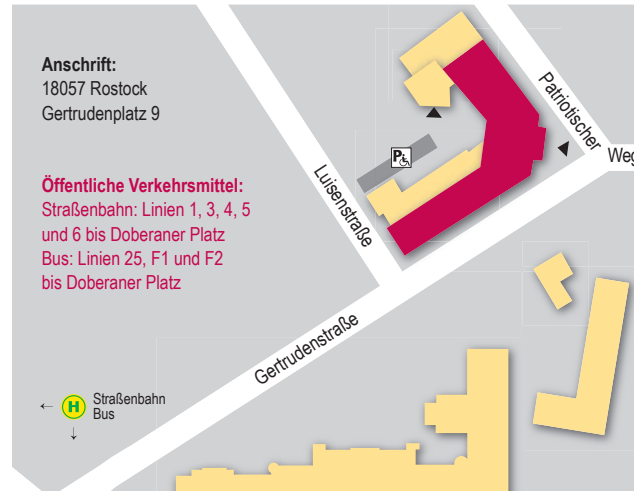 Anschrift:
18057 Rostock
Gertrudenplatz 9
Öffentliche Verkehrsmittel:
Straßenbahn: Linien 1, 3, 4, 5
und 6 bis Doberaner Platz
Bus: Linien 25, F1 und F2
bis Doberaner Platz
Patriotischer
Weg
P
Luisenstraße
Gertrudenstraße
← H Straßenbahn
Bus
↓